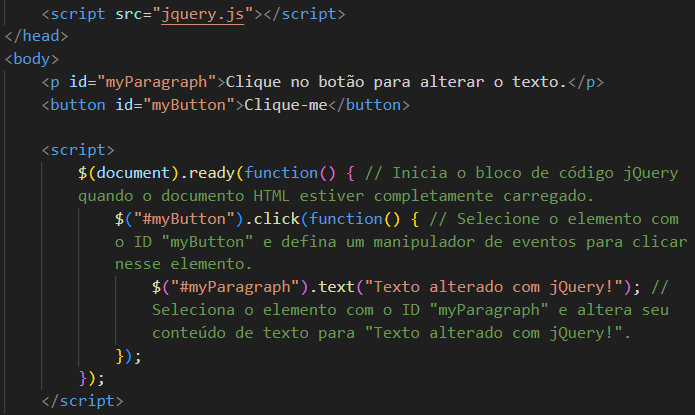 <script src="jquery.js"></script>
</head>
<body>
<p id="myParagraph">Clique no botão para alterar o texto.</p>
<button id="myButton">Clique-me</button>
<script>
$(document).ready(function() { // Inicia o bloco de código jQuery
quando o documento HTML estiver completamente carregado.
$("#myButton").click(function() { // Selecione o elemento com
o ID "myButton" e defina um manipulador de eventos para clicar
nesse elemento.
$("#myParagraph").text("Texto alterado com jQuery!"); //
Seleciona o elemento com o ID "myParagraph" e altera seu
conteúdo de texto para "Texto alterado com jQuery!".
});
});
</script>